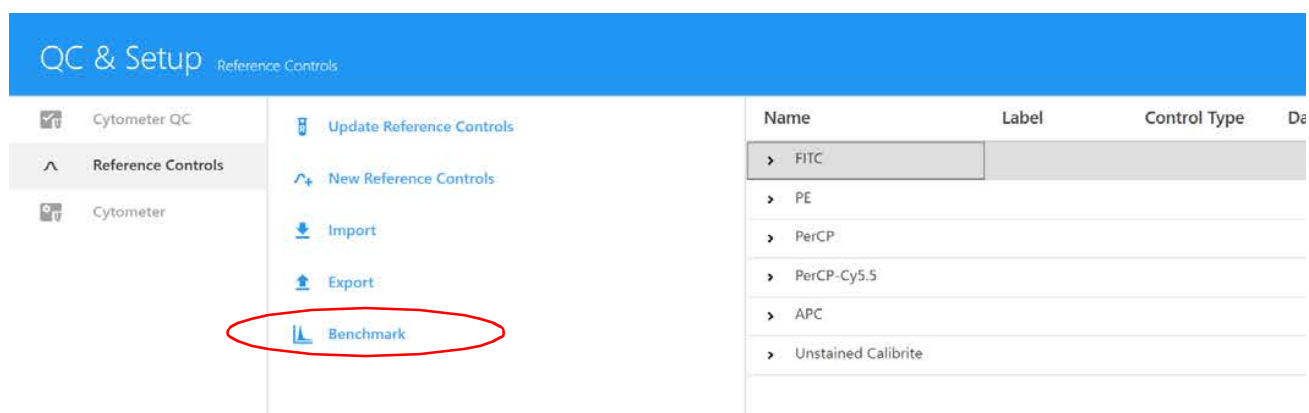 QC & Setup Reference Controls
Cytometer QC
Reference Controls
Cytometer
Update Reference Controls
New Reference Controls
Import
Export
Benchmark
Name Label Control Type Da
FITC
PE
PerCP
PerCP-Cy5.5
APC
Unstained Calibrite